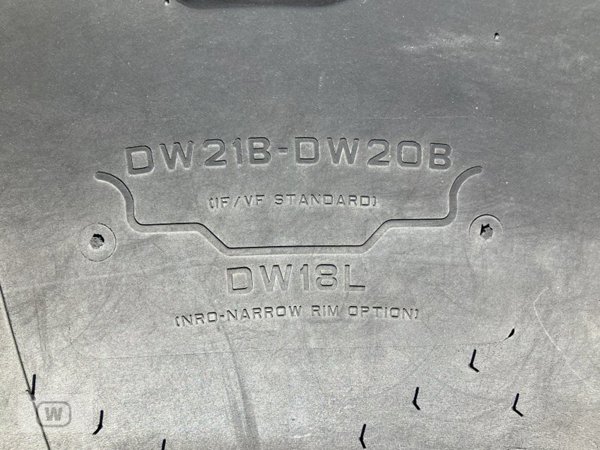 DW21B-DW20B
(IF/VF STANDARD)
DW18L
(NRO-NARROW RIM OPTION)
W